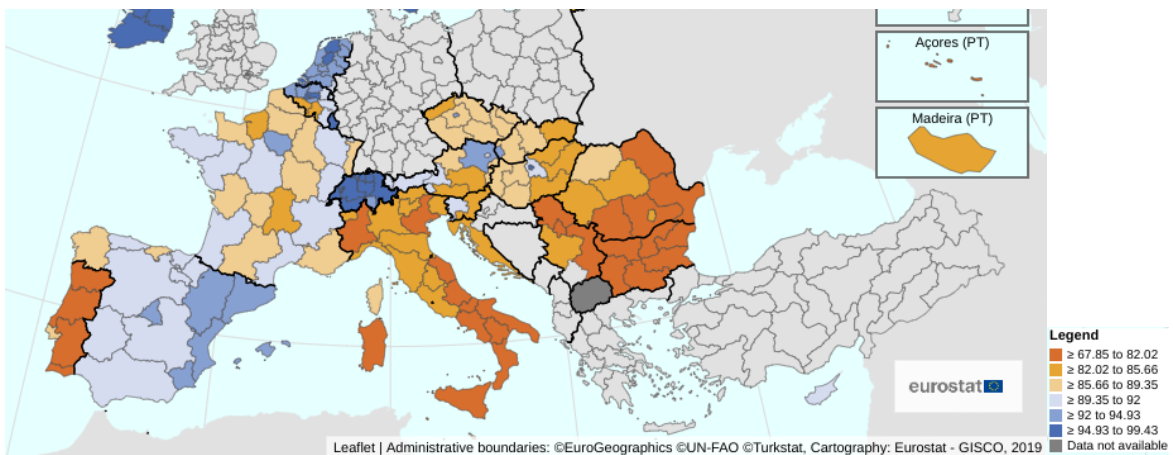 Açores (PT)
Madeira (PT)
eurostat
Legend
≥ 67.85 to 82.02
≥ 82.02 to 85.66
≥ 85.66 to 89.35
≥ 89.35 to 92
≥ 92 to 94.93
≥ 94.93 to 99.43
Data not available
Leaflet | Administrative boundaries: ©EuroGeographics ©UN-FAO ©Turkstat, Cartography: Eurostat - GISCO, 2019